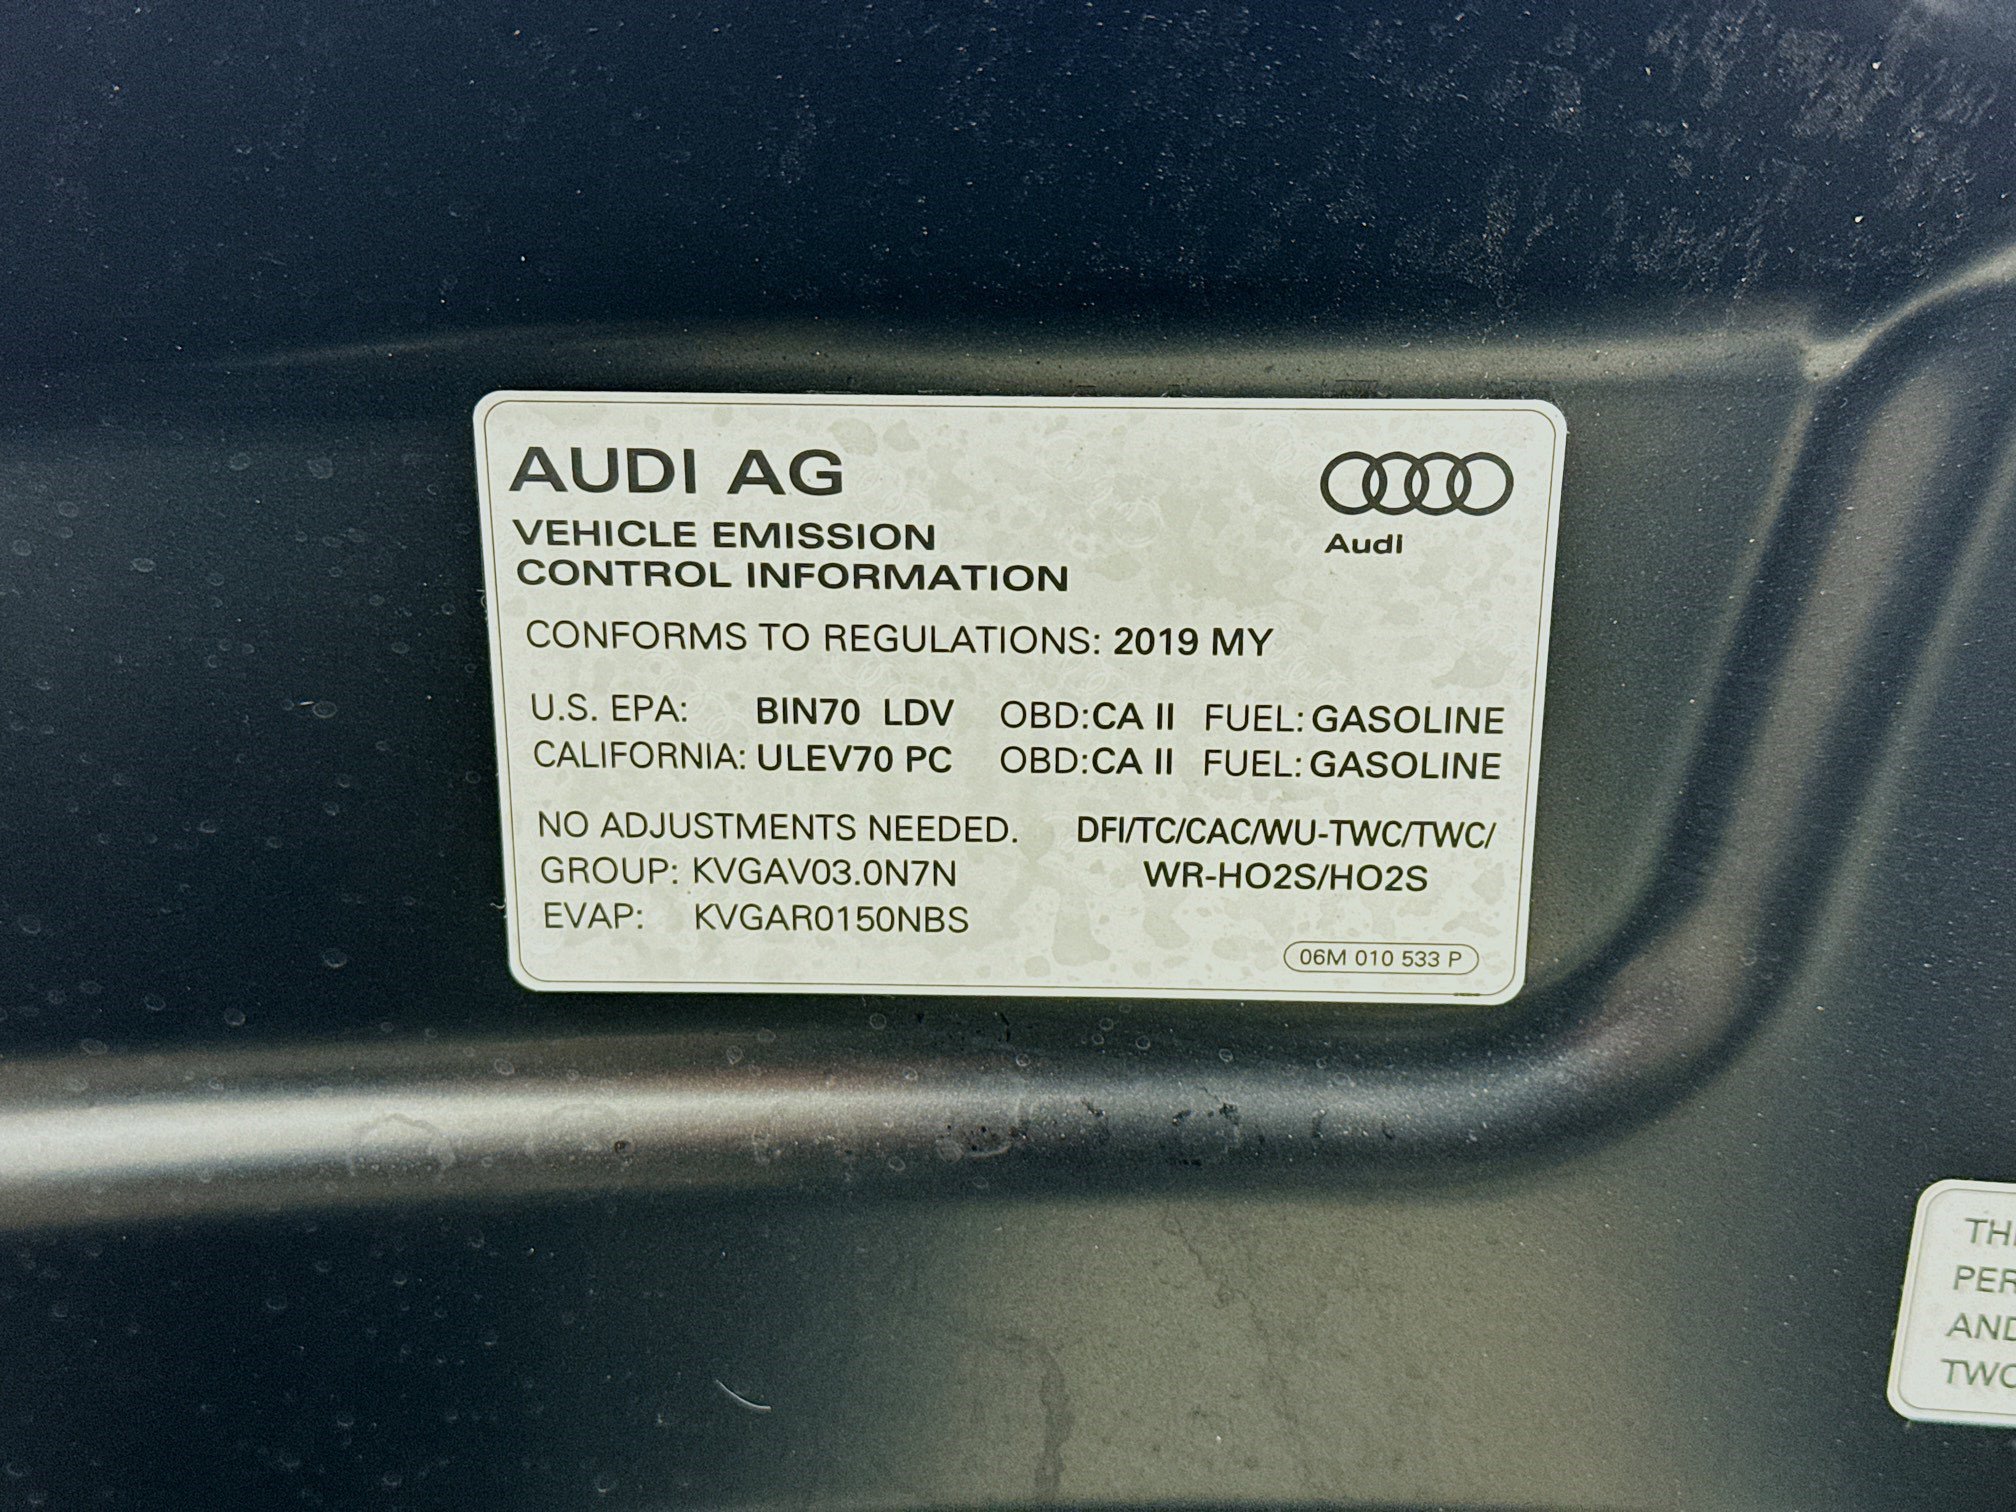 AUDI AG
Audi
VEHICLE EMISSION
CONTROL INFORMATION
CONFORMS TO REGULATIONS: 2019 MY
U.S. EPA: BIN70 LDV OBD:CA II FUEL: GASOLINE
CALIFORNIA: ULEV70 PC OBD:CA II FUEL: GASOLINE
NO ADJUSTMENTS NEEDED. DFI/TC/CAC/WU-TWC/TWC/
GROUP: KVGAV03.0N7N WR-HO2S/HO2S
EVAP: KVGAR0150NBS
06M 010 533 P